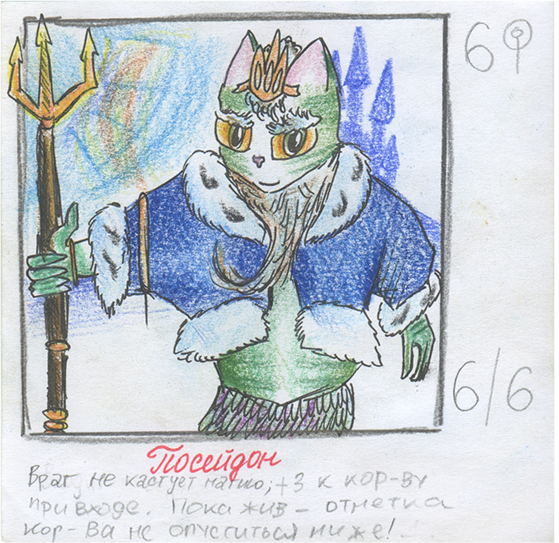 6
6/6
Посейдон
Враг не кастует магию; +3 к кор-ву
при входе. Пока жив – отметка
кор-ва не опуститься ниже!